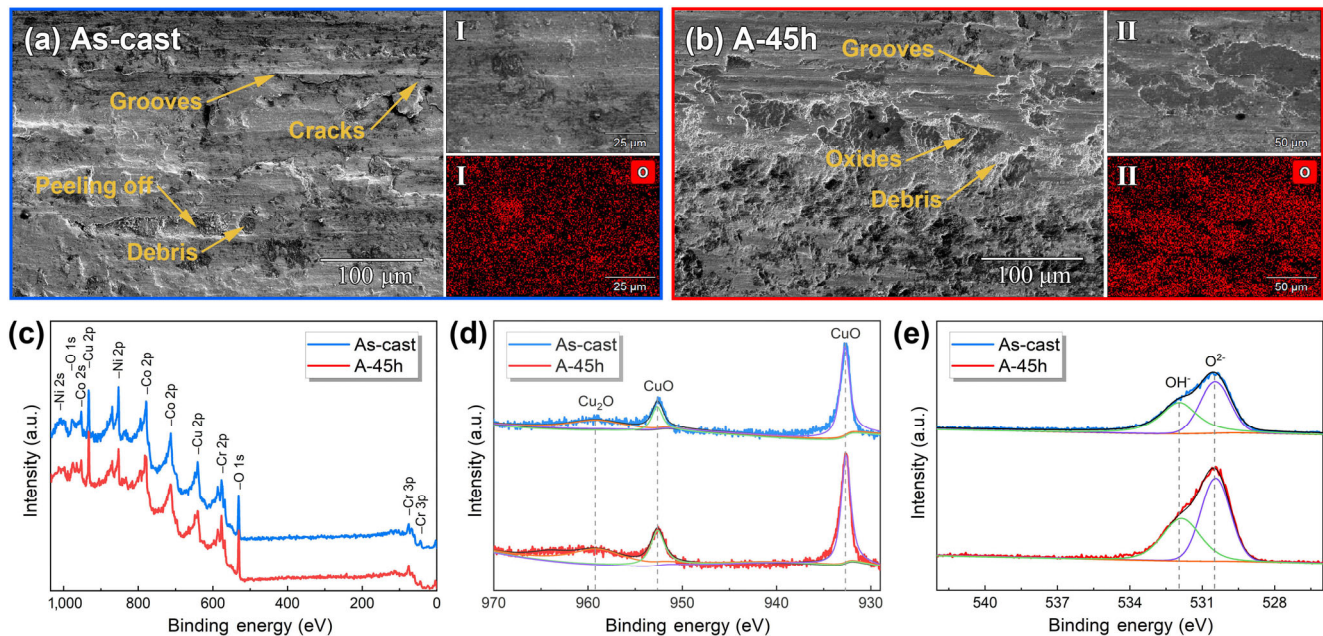 (a) As-cast
Grooves
Cracks
Peeling off
Debris
100 μm
I
25 μm
I
O
25 μm
(b) A-45h
Grooves
Oxides
Debris
100 μm
II
50 μm
II
O
50 μm
(c)
As-cast
A-45h
–Ni 2s
–O 1s
–Co 2s
–Cu 2p
–Ni 2p
–Co 2p
–Co 2p
–Cu 2p
–Cr 2p
–O 1s
–Cr 3p
–Cr 3p
Intensity (a.u.)
1,000 800 600 400 200 0
Binding energy (eV)
(d)
As-cast
A-45h
CuO
CuO
Cu₂O
Intensity (a.u.)
970 960 950 940 930
Binding energy (eV)
(e)
As-cast
A-45h
O²⁻
OH⁻
Intensity (a.u.)
540 537 534 531 528
Binding energy (eV)